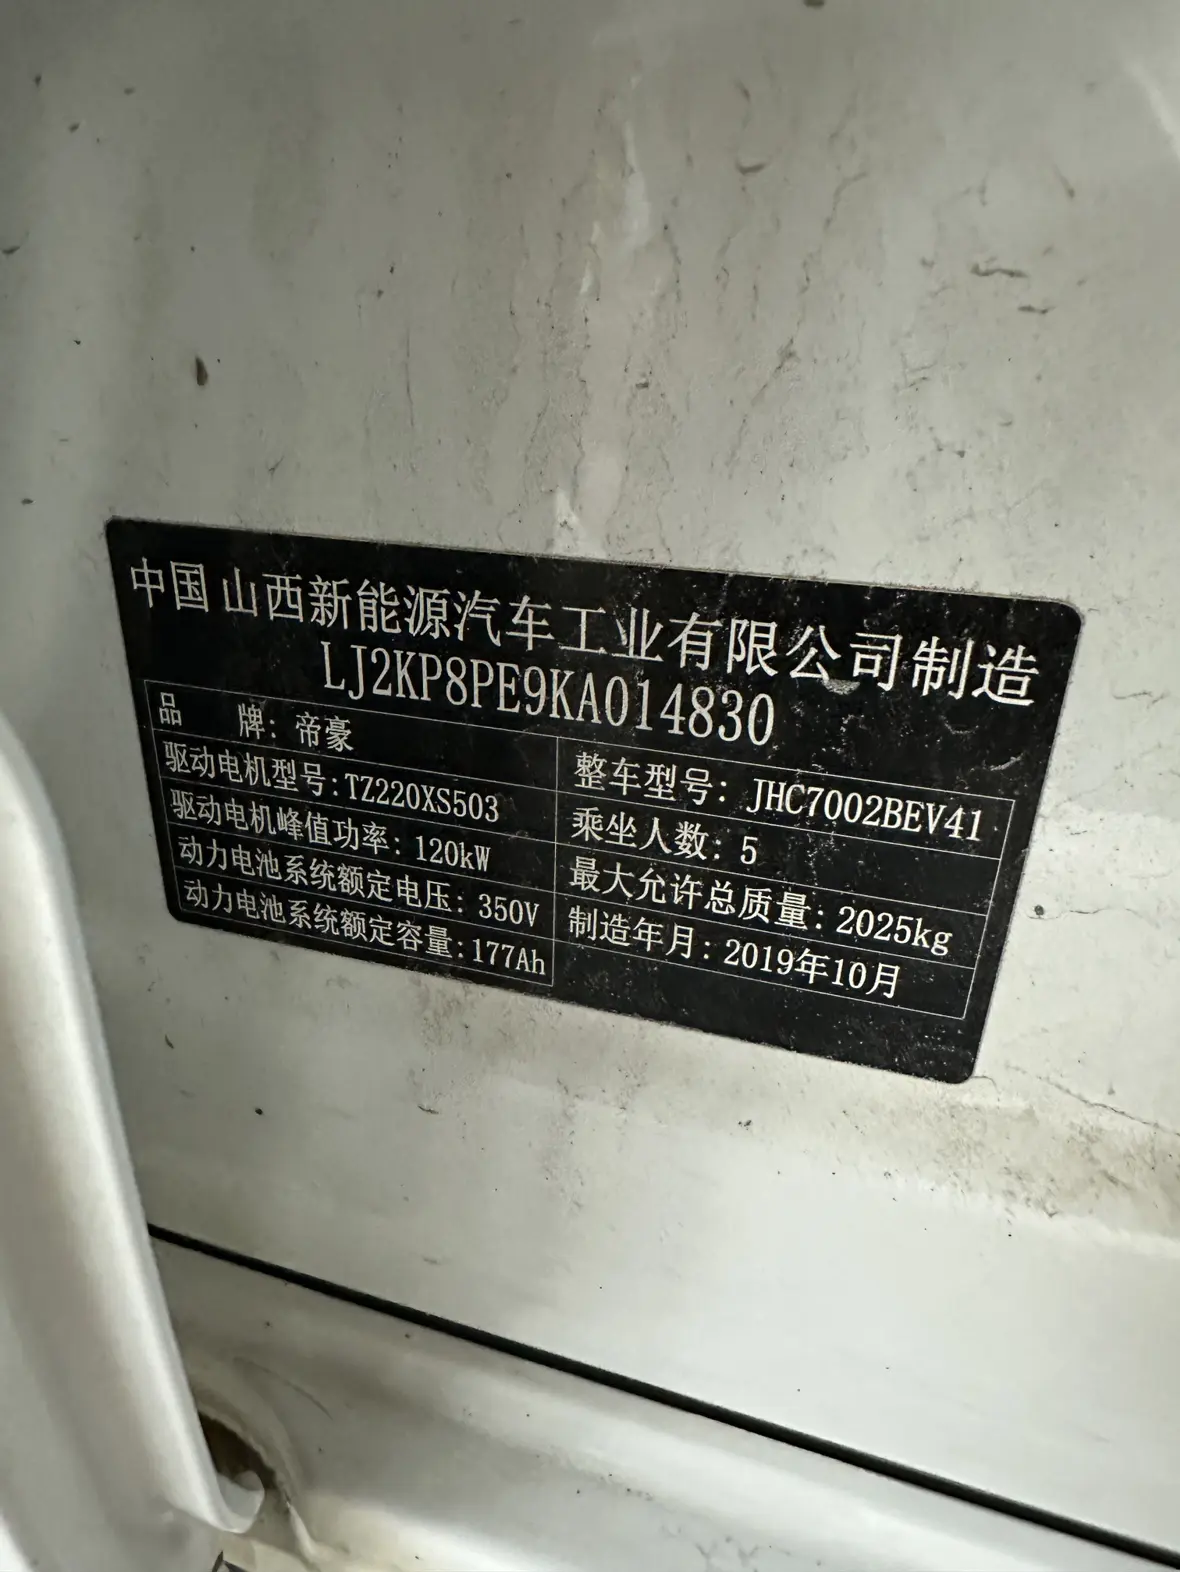 中国山西新能源汽车工业有限公司制造
LJ2KP8PE9KA014830
品 牌: 帝豪
驱动电机型号:TZ220XS503
驱动电机峰值功率: 120kW
动力电池系统额定电压: 350V
动力电池系统额定容量:177Ah
整车型号: JHC7002BEV41
乘坐人数: 5
最大允许总质量: 2025kg
制造年月: 2019年10月